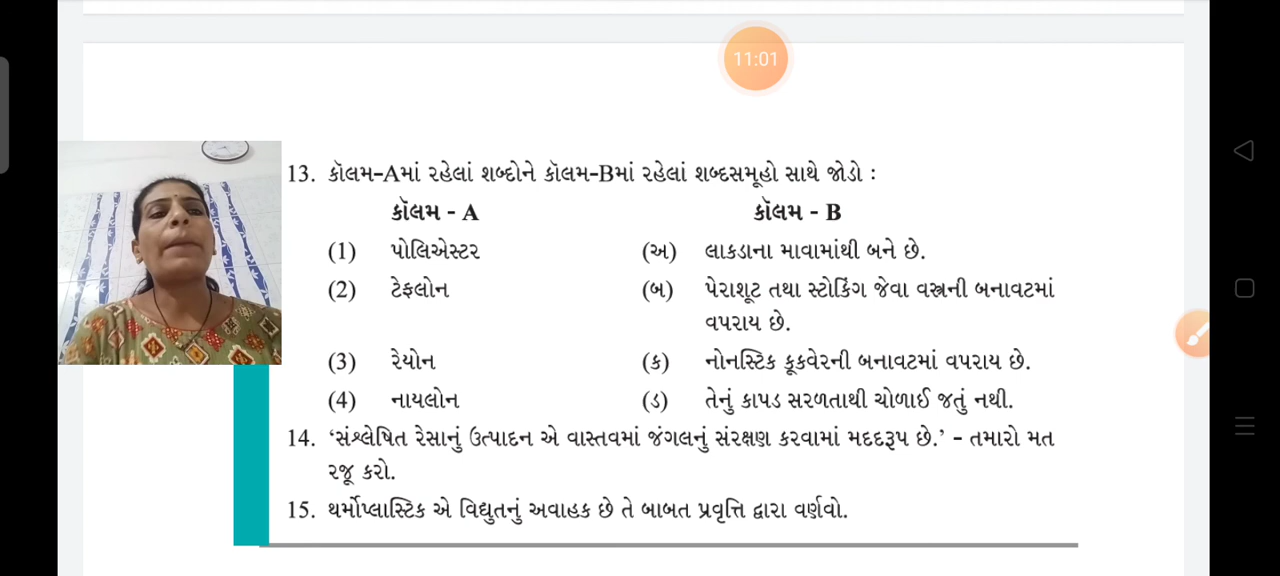 11:01
13. કૉલમ-Aમાં રહેલાં શબ્દોને કૉલમ-Bમાં રહેલાં શબ્દસમૂહો સાથે જોડો :
કૉલમ - A કૉલમ - B
(1) પોલિએસ્ટર (અ) લાકડાના માવામાંથી બને છે.
(2) ટેફલોન (બ) પેરાશૂટ તથા સ્ટોકિંગ જેવા વસ્ત્રની બનાવટમાં
વપરાય છે.
(3) રેયોન (ક) નોનસ્ટિક કૂકવેરની બનાવટમાં વપરાય છે.
(4) નાયલોન (ડ) તેનું કાપડ સરળતાથી ચોળાઈ જતું નથી.
14. ‘સંશ્લેષિત રેસાનું ઉત્પાદન એ વાસ્તવમાં જંગલનું સંરક્ષણ કરવામાં મદદરૂપ છે.’ – તમારો મત
રજૂ કરો.
15. થર્મોપ્લાસ્ટિક એ વિદ્યુતનું અવાહક છે તે બાબત પ્રવૃત્તિ દ્વારા વર્ણવો.